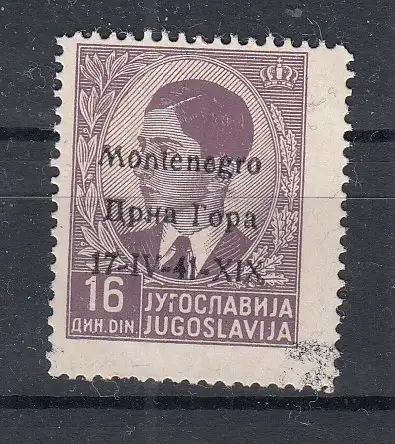 Montenegro
Црна Гора
17-IV-41-XIX
16
ДИН. DIN.
ЈУГОСЛАВИЈА
JUGOSLAVIJA